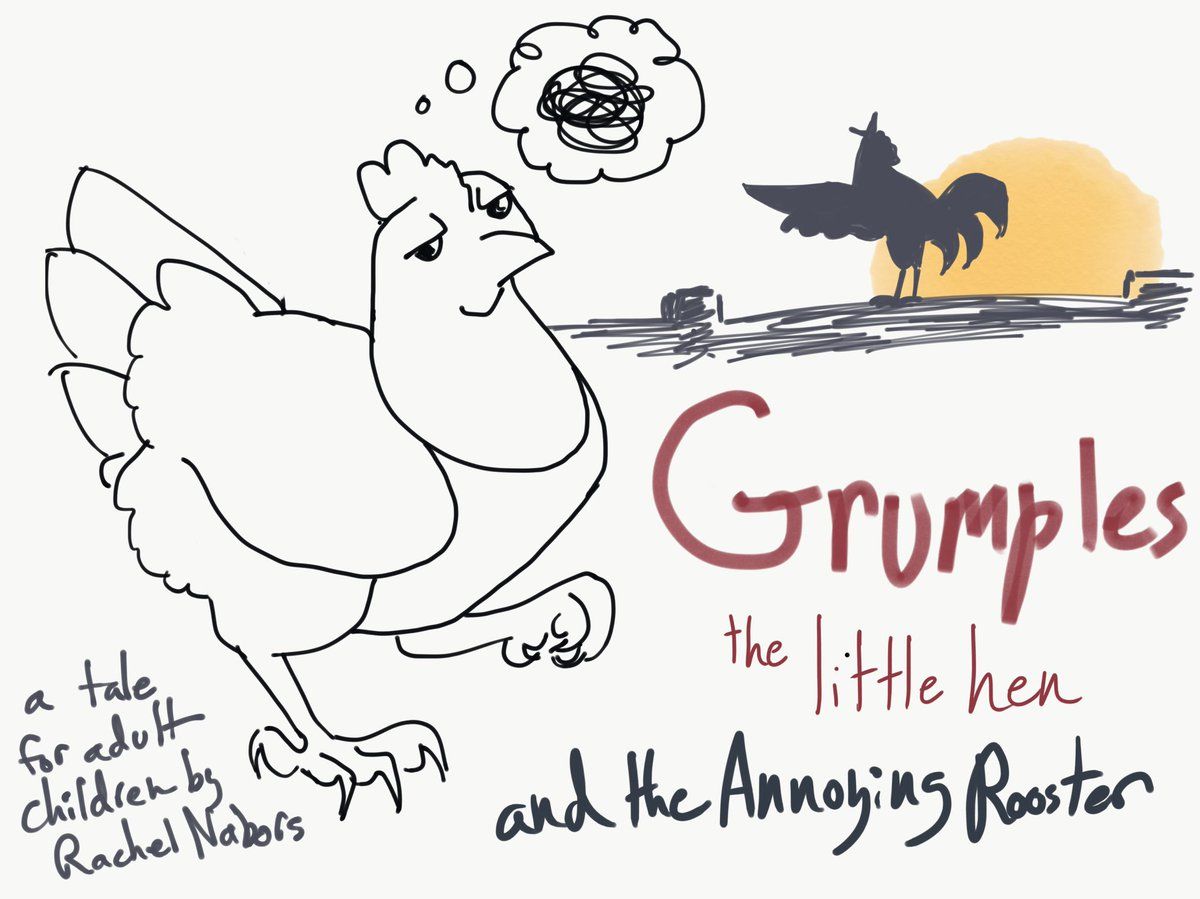 Grumples
the little hen
and the Annoying Rooster
a tale
for adult
children by
Rachel Nabors